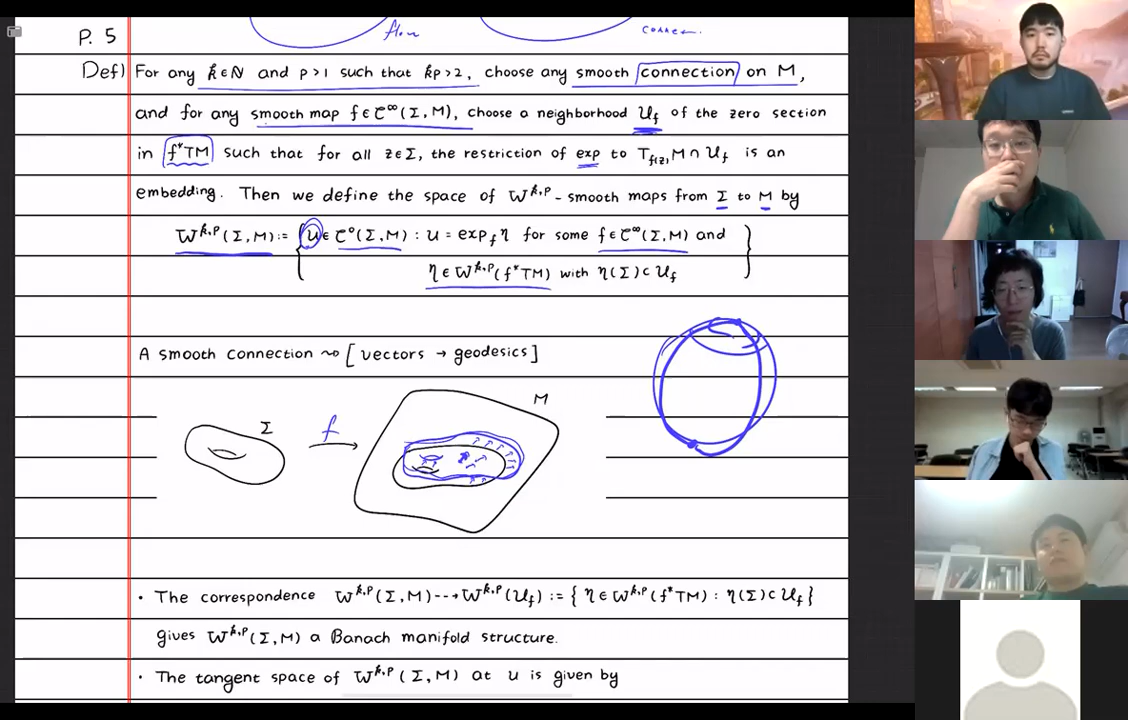 flow
conne-
P. 5
Def) For any k∈ℕ and p>1 such that kp>2, choose any smooth connection on M,
and for any smooth map f∈C^∞(Σ,M), choose a neighborhood U_f of the zero section
in f*TM such that for all z∈Σ, the restriction of exp to T_{f(z)}M∩U_f is an
embedding. Then we define the space of W^{k,p}-smooth maps from Σ to M by
W^{k,p}(Σ,M) := { u∈C^0(Σ,M) : u = exp_f η for some f∈C^∞(Σ,M) and
η∈W^{k,p}(f*TM) with η(Σ)⊂U_f }
A smooth connection ⇝ [vectors → geodesics]
Σ f M
• The correspondence W^{k,p}(Σ,M) ⇢ W^{k,p}(U_f) := { η∈W^{k,p}(f*TM) : η(Σ)⊂U_f }
gives W^{k,p}(Σ,M) a Banach manifold structure.
• The tangent space of W^{k,p}(Σ,M) at u is given by